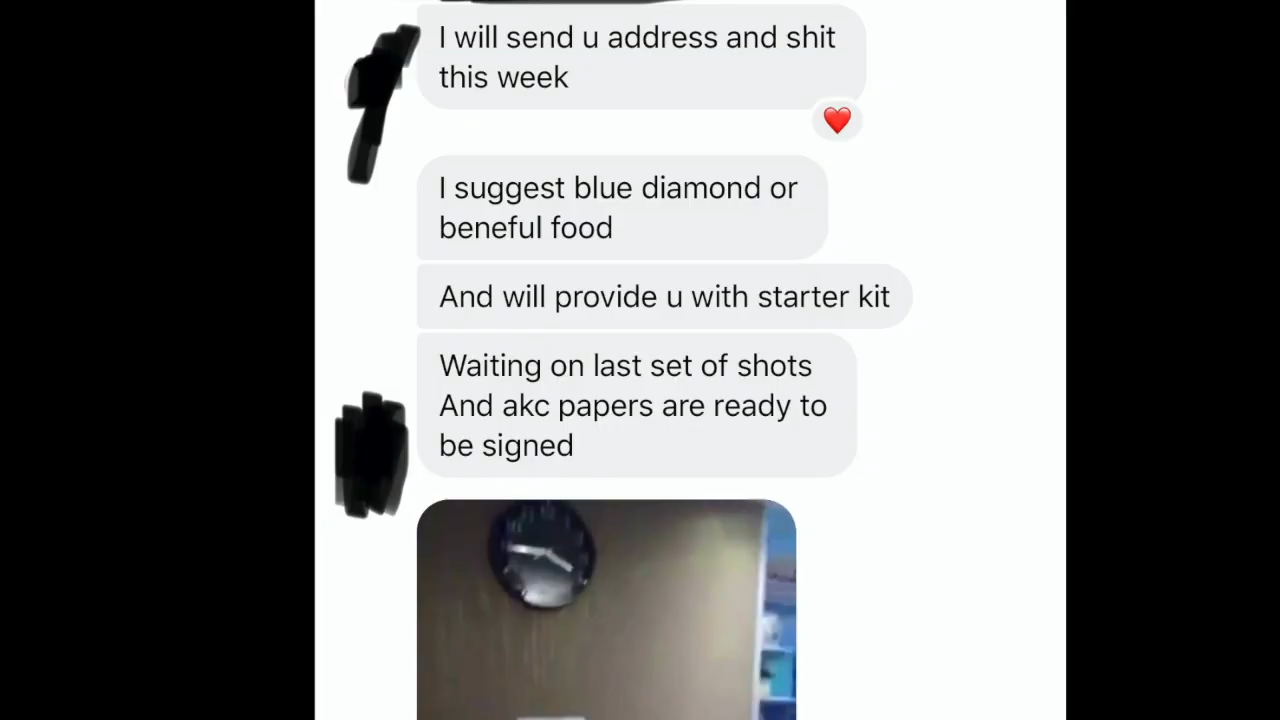 I will send u address and shit
this week
I suggest blue diamond or
beneful food
And will provide u with starter kit
Waiting on last set of shots
And akc papers are ready to
be signed